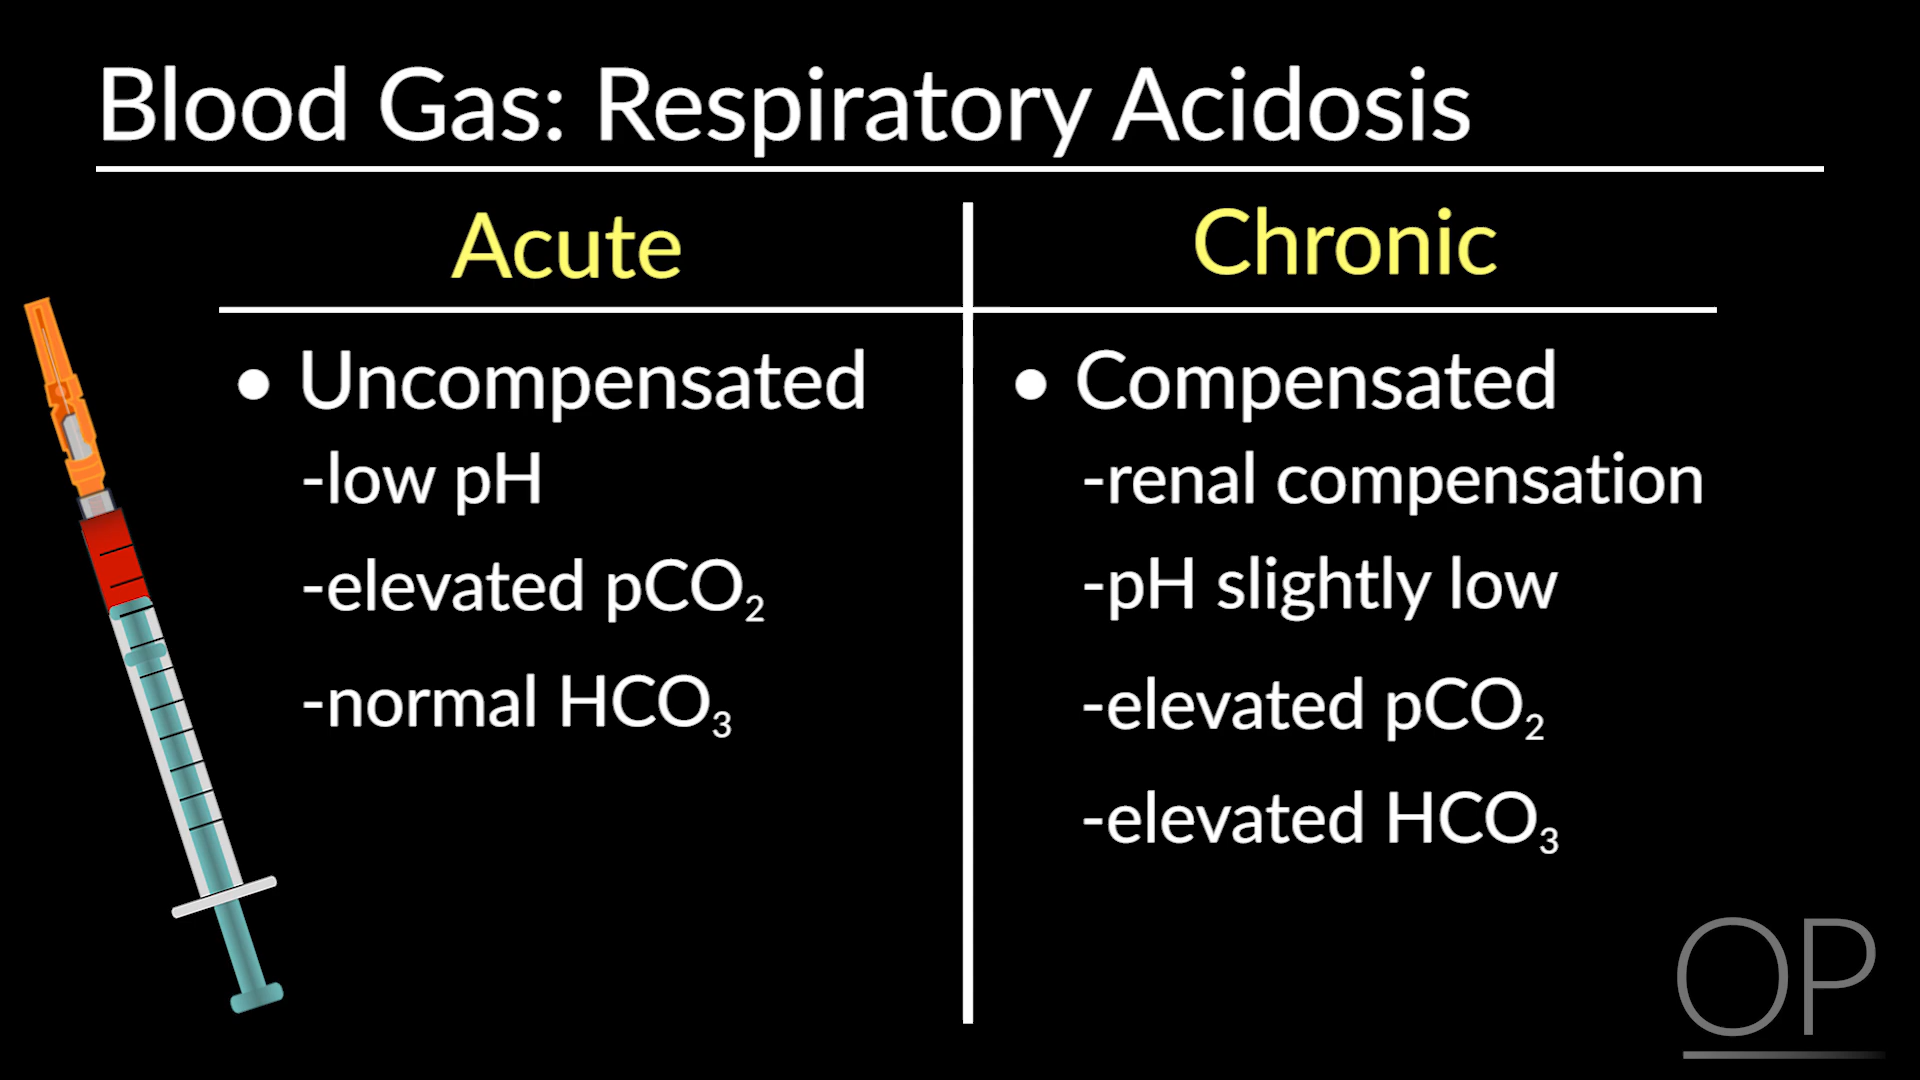 Blood Gas: Respiratory Acidosis
Acute
• Uncompensated
-low pH
-elevated pCO₂
-normal HCO₃
Chronic
• Compensated
-renal compensation
-pH slightly low
-elevated pCO₂
-elevated HCO₃
OP